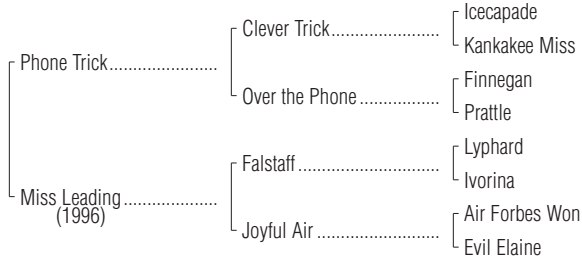 Icecapade
Clever Trick
Kankakee Miss
Phone Trick
Finnegan
Over the Phone
Prattle
Lyphard
Falstaff
Ivorina
Miss Leading
(1996)
Air Forbes Won
Joyful Air
Evil Elaine